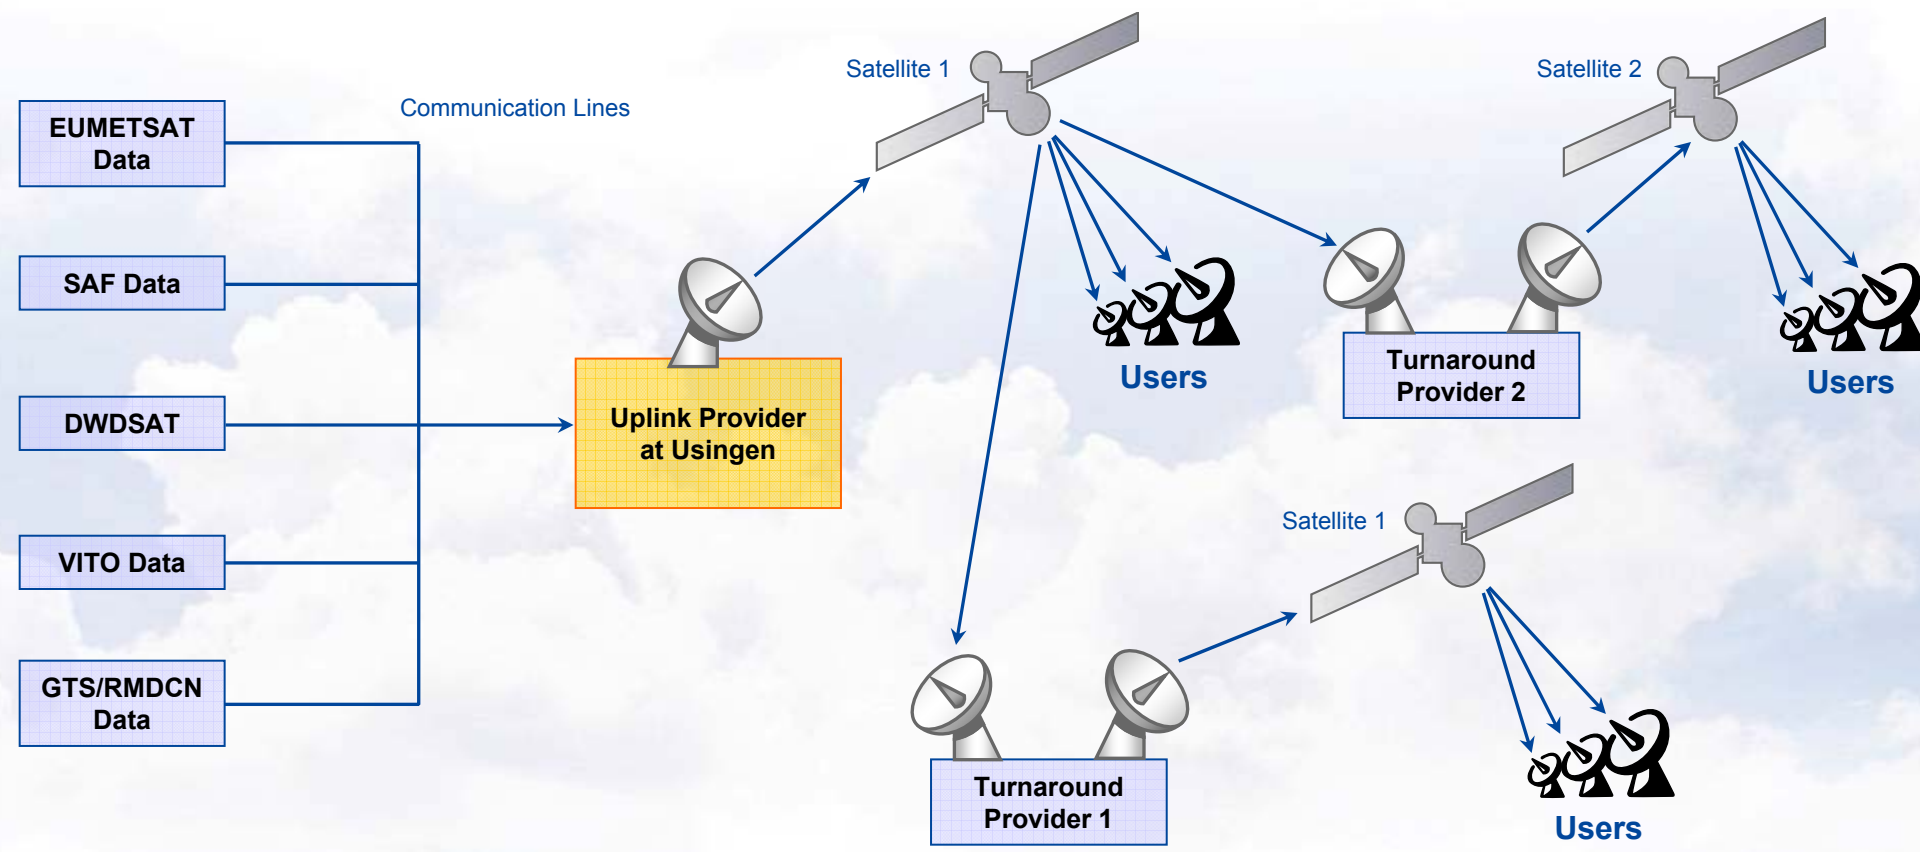 Satellite 1
Satellite 2
Communication Lines
EUMETSAT
Data
SAF Data
DWDSAT
VITO Data
GTS/RMDCN
Data
Uplink Provider
at Usingen
Users
Turnaround
Provider 2
Users
Satellite 1
Turnaround
Provider 1
Users